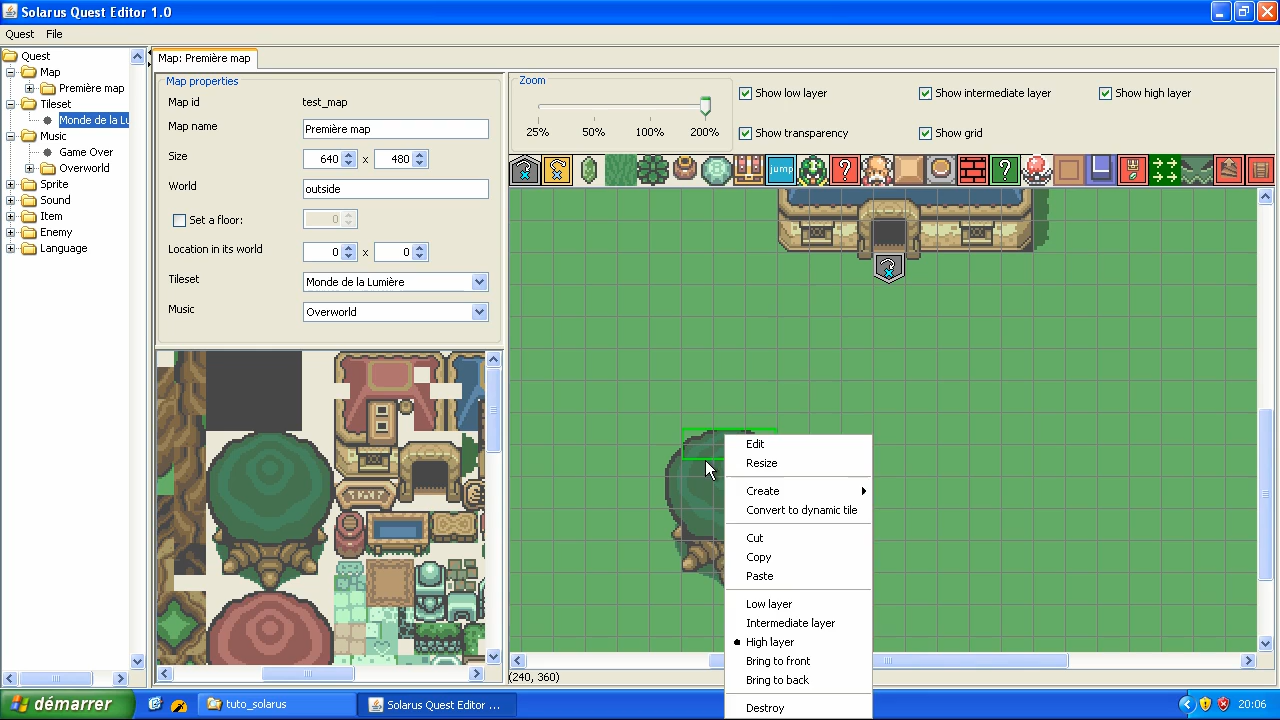 Solarus Quest Editor 1.0
Quest File
Quest
Map
Première map
Tileset
Monde de la Lu
Music
Game Over
Overworld
Sprite
Sound
Item
Enemy
Language
Map: Première map
Map properties
Map id test_map
Map name Première map
Size 640 x 480
World outside
Set a floor: 0
Location in its world 0 x 0
Tileset Monde de la Lumière
Music Overworld
Zoom
25% 50% 100% 200%
Show low layer Show intermediate layer Show high layer
Show transparency Show grid
jump ? ?
Edit
Resize
Create
Convert to dynamic tile
Cut
Copy
Paste
Low layer
Intermediate layer
High layer
Bring to front
Bring to back
Destroy
(240, 360)
démarrer tuto_solarus Solarus Quest Editor ... 20:06